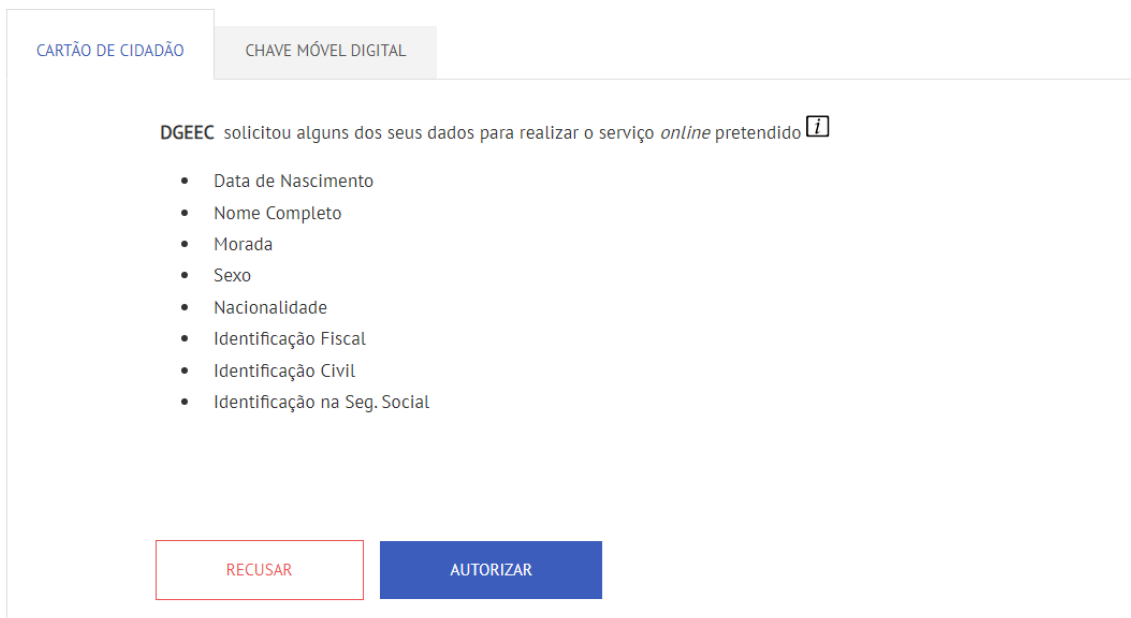 CARTÃO DE CIDADÃO
CHAVE MÓVEL DIGITAL
DGEEC solicitou alguns dos seus dados para realizar o serviço online pretendido i
• Data de Nascimento
• Nome Completo
• Morada
• Sexo
• Nacionalidade
• Identificação Fiscal
• Identificação Civil
• Identificação na Seg. Social
RECUSAR
AUTORIZAR